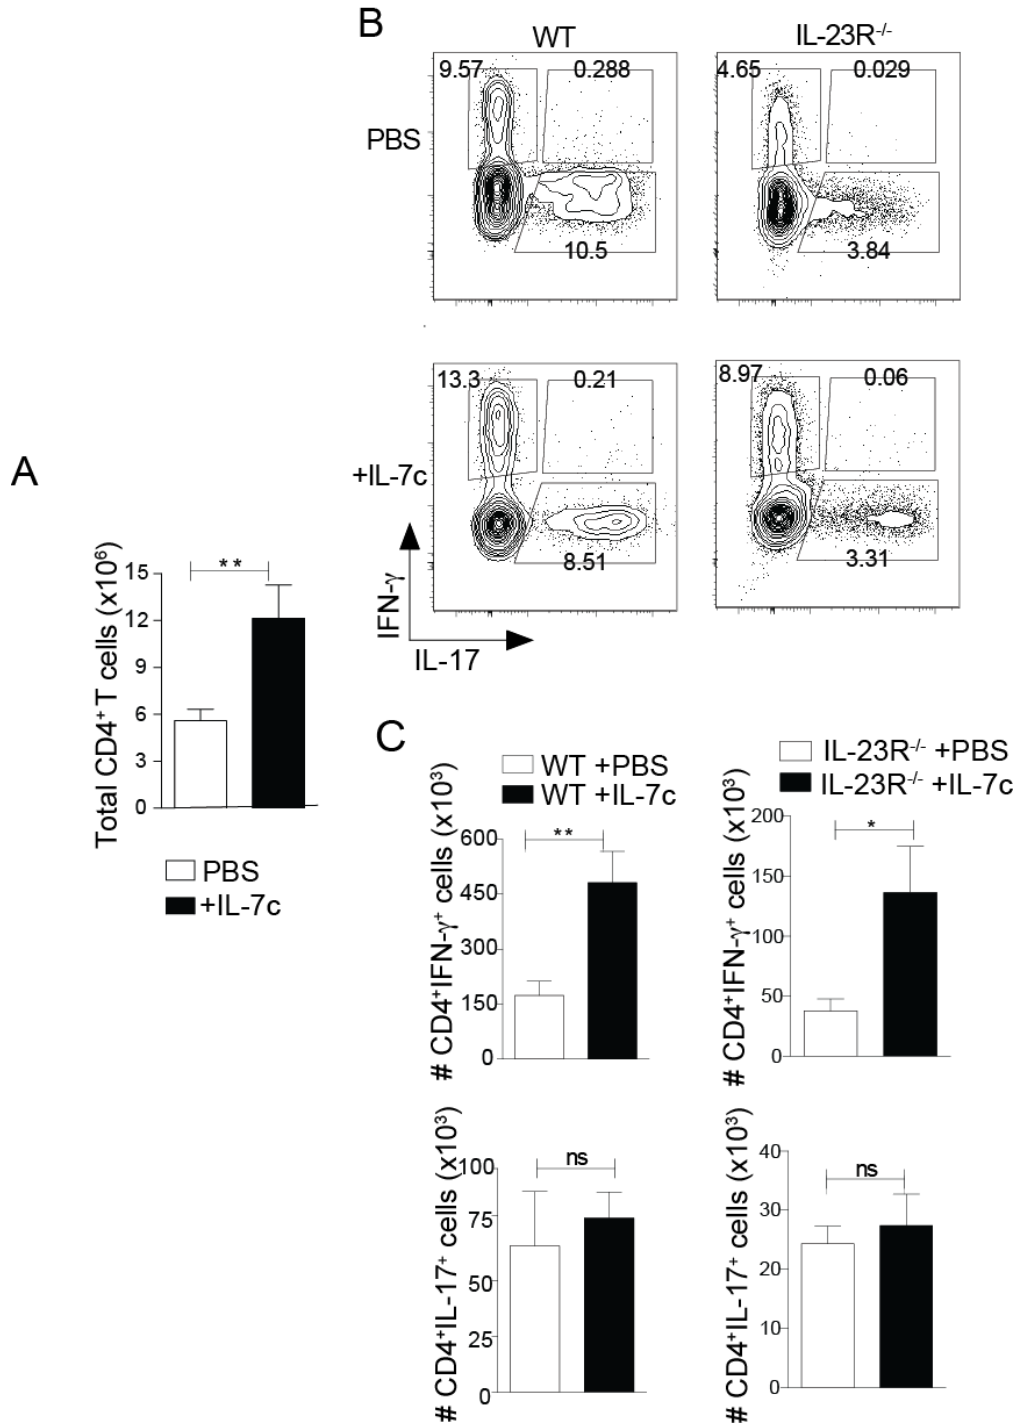 B
WT
IL-23R-/-
PBS
9.57
0.288
10.5
4.65
0.029
3.84
+IL-7c
13.3
0.21
8.51
8.97
0.06
3.31
IFN-γ
IL-17
A
Total CD4+ T cells (x10⁶)
15
12
9
6
3
0
**
PBS
+IL-7c
C
WT +PBS
WT +IL-7c
# CD4+IFN-γ+ cells (x10³)
600
450
300
150
0
**
IL-23R-/- +PBS
IL-23R-/- +IL-7c
# CD4+IFN-γ+ cells (x10³)
200
150
100
50
0
*
# CD4+IL-17+ cells (x10³)
100
75
50
25
0
ns
# CD4+IL-17+ cells (x10³)
40
30
20
10
0
ns